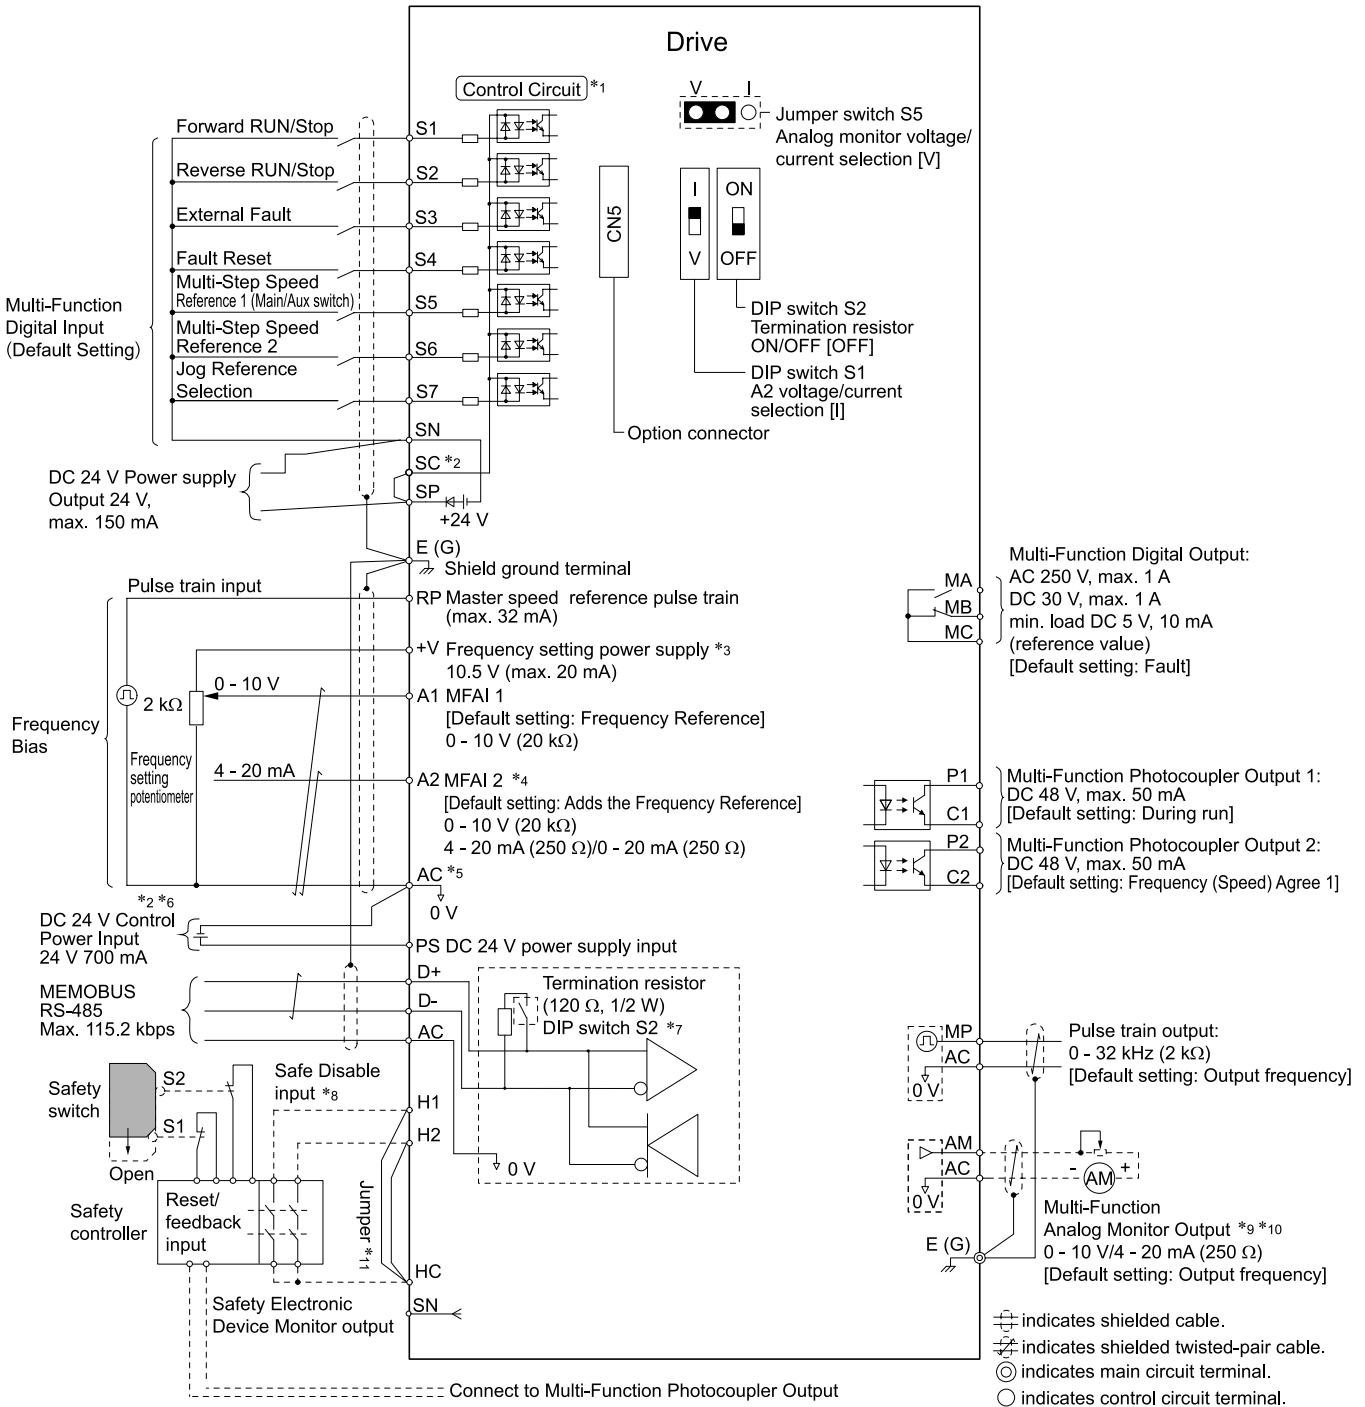 Drive
Control Circuit *1
V I
Jumper switch S5
Analog monitor voltage/
current selection [V]
Forward RUN/Stop
S1
Reverse RUN/Stop
S2
External Fault
S3
Fault Reset
S4
Multi-Step Speed
Reference 1 (Main/Aux switch)
S5
Multi-Step Speed
Reference 2
S6
Jog Reference
Selection
S7
Multi-Function
Digital Input
(Default Setting)
CN5
I
V
ON
OFF
DIP switch S2
Termination resistor
ON/OFF [OFF]
DIP switch S1
A2 voltage/current
selection [I]
Option connector
SN
SC *2
SP
+24 V
DC 24 V Power supply
Output 24 V,
max. 150 mA
E (G)
Shield ground terminal
Pulse train input
RP Master speed reference pulse train
(max. 32 mA)
+V Frequency setting power supply *3
10.5 V (max. 20 mA)
0 - 10 V
2 kΩ
A1 MFAI 1
[Default setting: Frequency Reference]
0 - 10 V (20 kΩ)
Frequency
Bias
Frequency
setting
potentiometer
4 - 20 mA
A2 MFAI 2 *4
[Default setting: Adds the Frequency Reference]
0 - 10 V (20 kΩ)
4 - 20 mA (250 Ω)/0 - 20 mA (250 Ω)
AC *5
0 V
*2 *6
DC 24 V Control
Power Input
24 V 700 mA
PS DC 24 V power supply input
MEMOBUS
RS-485
Max. 115.2 kbps
D+
D-
AC
Termination resistor
(120 Ω, 1/2 W)
DIP switch S2 *7
0 V
Safety
switch
S2
S1
Open
Safe Disable
input *8
H1
H2
Jumper *11
Safety
controller
Reset/
feedback
input
HC
SN
Safety Electronic
Device Monitor output
Connect to Multi-Function Photocoupler Output
MA
MB
MC
Multi-Function Digital Output:
AC 250 V, max. 1 A
DC 30 V, max. 1 A
min. load DC 5 V, 10 mA
(reference value)
[Default setting: Fault]
P1
C1
Multi-Function Photocoupler Output 1:
DC 48 V, max. 50 mA
[Default setting: During run]
P2
C2
Multi-Function Photocoupler Output 2:
DC 48 V, max. 50 mA
[Default setting: Frequency (Speed) Agree 1]
MP
AC
0 V
Pulse train output:
0 - 32 kHz (2 kΩ)
[Default setting: Output frequency]
AM
AC
0 V
- AM +
E (G)
Multi-Function
Analog Monitor Output *9 *10
0 - 10 V/4 - 20 mA (250 Ω)
[Default setting: Output frequency]
indicates shielded cable.
indicates shielded twisted-pair cable.
indicates main circuit terminal.
indicates control circuit terminal.